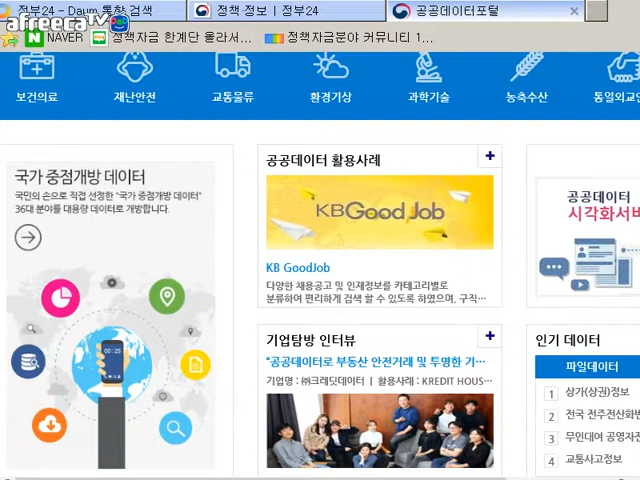 정부24 - Daum 통합 검색
정책·정보 | 정부24
공공데이터포털
afreecaTV
NAVER
정책자금 한계단 올라서...
정책자금분야 커뮤니티 1...
보건의료
재난안전
교통물류
환경기상
과학기술
농축수산
통일외교안
국가 중점개방 데이터
국민의 손으로 직접 선정한 "국가 중점개방 데이터"
36대 분야를 대용량 데이터로 개방합니다.
00:25
공공데이터 활용사례
KB Good Job
KB GoodJob
다양한 채용공고 및 인재정보를 카테고리별로
분류하여 편리하게 검색 할 수 있도록 하였으며, 구직…
기업탐방 인터뷰
"공공데이터로 부동산 안전거래 및 투명한 기…
기업명 : ㈜크레딧데이터 | 활용사례 : KREDIT HOUS…
공공데이터
시각화서비
인기 데이터
파일데이터
1 상가(상권)정보
2 전국 전주전산화번
3 무인대여 공영자전
4 교통사고정보